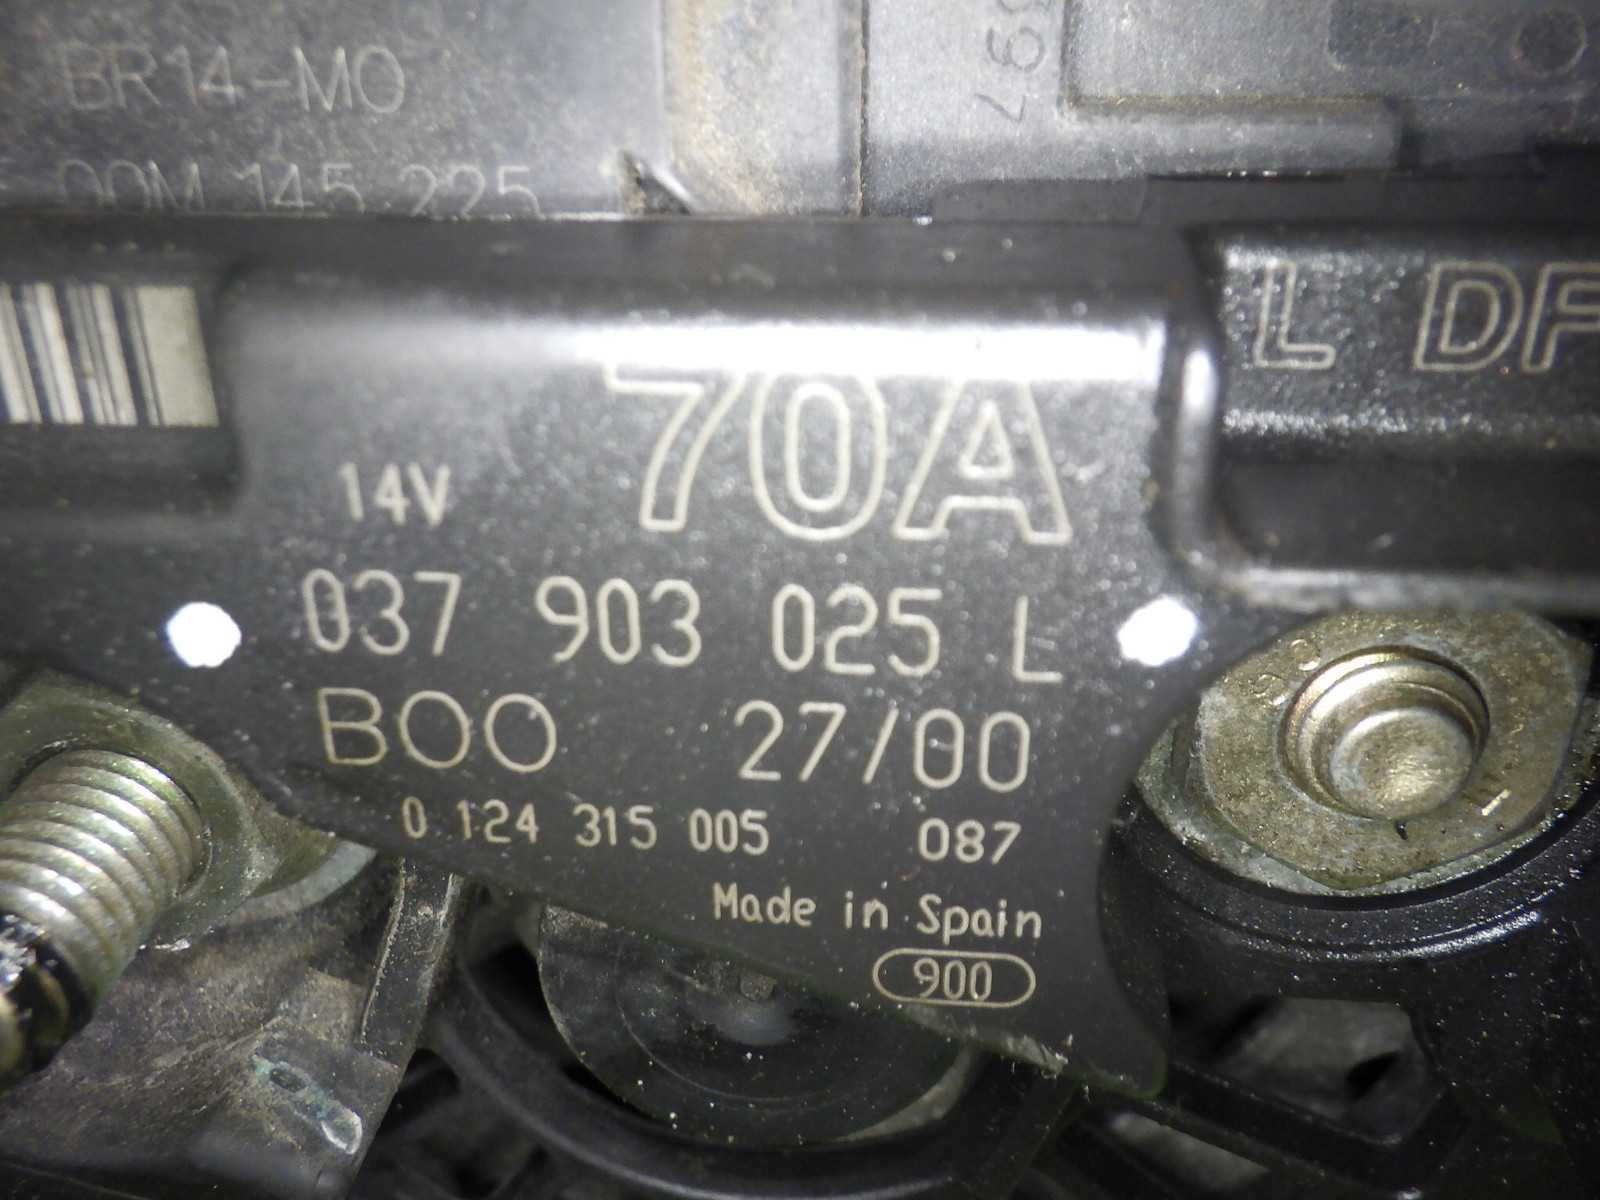 BR14-M0
145 225
L DF
70A
14V
037 903 025 L
BOO 27/00
0 124 315 005 087
Made in Spain
900